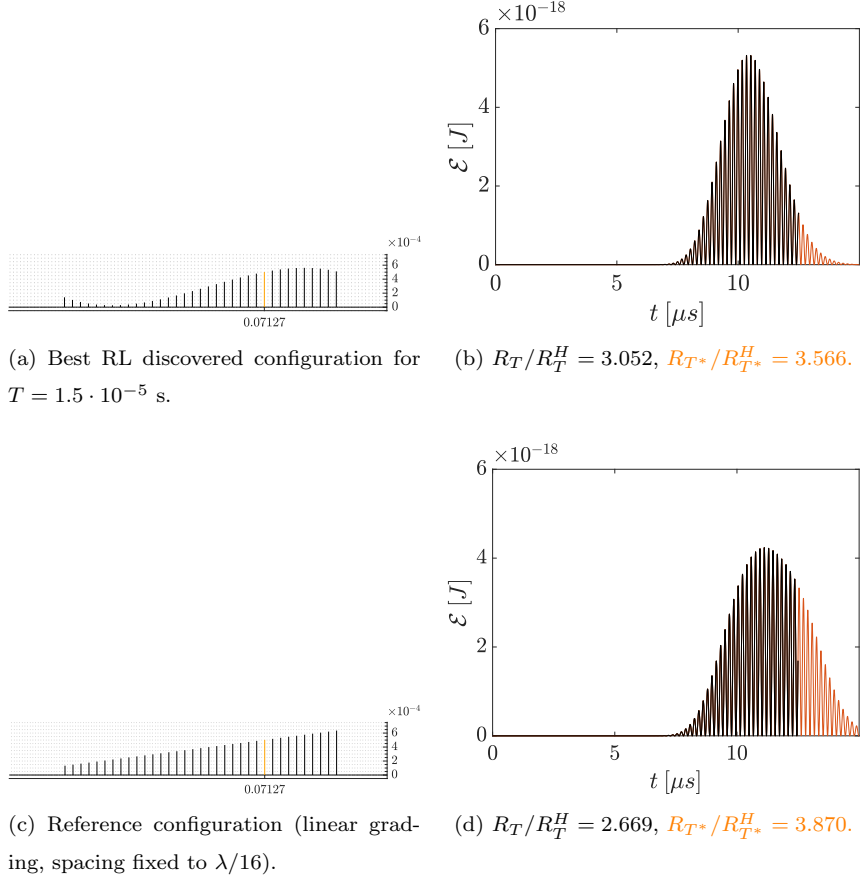 ×10⁻⁴
6
4
2
0
0.07127
×10⁻¹⁸
6
4
2
0
ℰ [J]
0
5
10
t [μs]
(a) Best RL discovered configuration for
T = 1.5 · 10⁻⁵ s.
(b) R_T/R_T^H = 3.052, R_{T*}/R_{T*}^H = 3.566.
×10⁻⁴
6
4
2
0
0.07127
×10⁻¹⁸
6
4
2
0
ℰ [J]
0
5
10
t [μs]
(c) Reference configuration (linear grad-
ing, spacing fixed to λ/16).
(d) R_T/R_T^H = 2.669, R_{T*}/R_{T*}^H = 3.870.